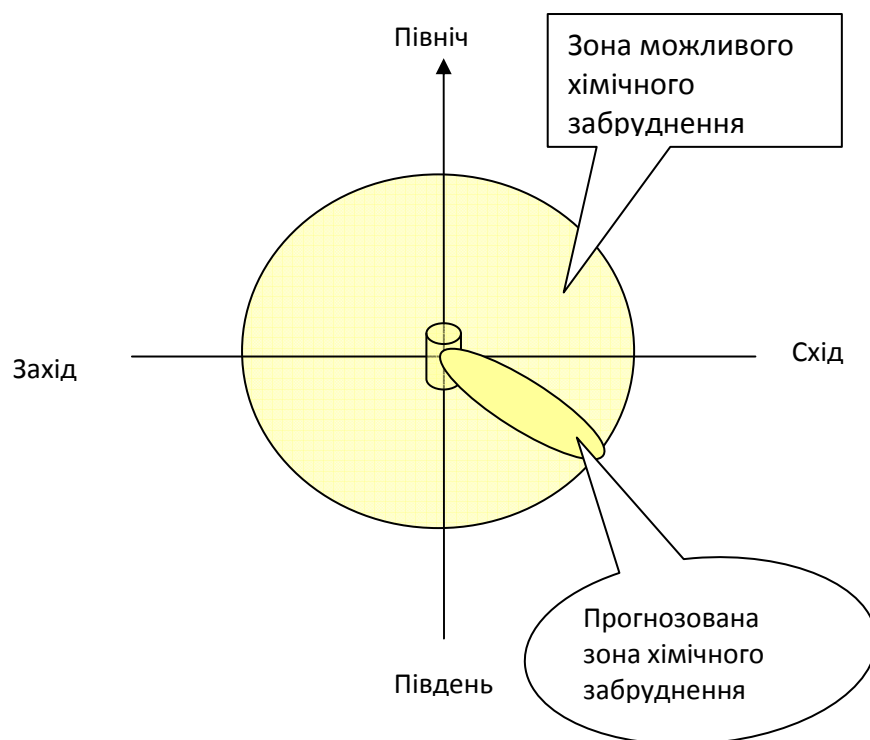 Північ
Зона можливого
хімічного
забруднення
Захід
Схід
Прогнозована
зона хімічного
забруднення
Південь